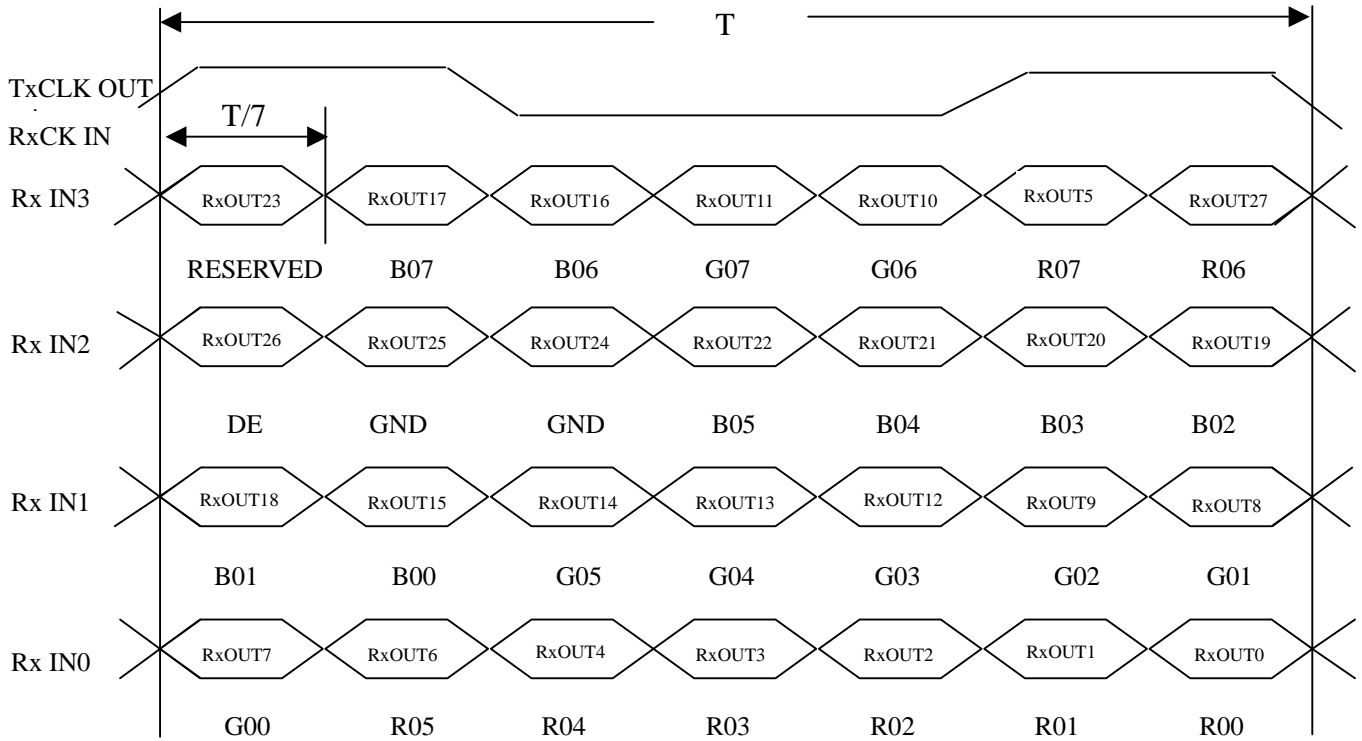 T
TxCLK OUT
T/7
RxCK IN
Rx IN3 RxOUT23 RxOUT17 RxOUT16 RxOUT11 RxOUT10 RxOUT5 RxOUT27
RESERVED B07 B06 G07 G06 R07 R06
Rx IN2 RxOUT26 RxOUT25 RxOUT24 RxOUT22 RxOUT21 RxOUT20 RxOUT19
DE GND GND B05 B04 B03 B02
Rx IN1 RxOUT18 RxOUT15 RxOUT14 RxOUT13 RxOUT12 RxOUT9 RxOUT8
B01 B00 G05 G04 G03 G02 G01
Rx IN0 RxOUT7 RxOUT6 RxOUT4 RxOUT3 RxOUT2 RxOUT1 RxOUT0
G00 R05 R04 R03 R02 R01 R00